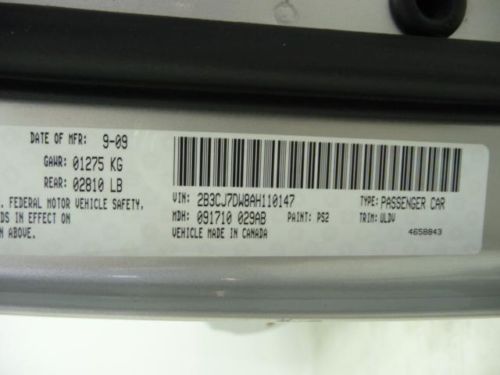 DATE OF MFR: 9-09
GAWR: 01275 KG
REAR: 02810 LB
. FEDERAL MOTOR VEHICLE SAFETY,
DS IN EFFECT ON
N ABOVE.
VIN: 2B3CJ7DW8AH110147
TYPE: PASSENGER CAR
MDH: 091710 029AB
PAINT: PS2
TRIM: ULDV
VEHICLE MADE IN CANADA
4658843